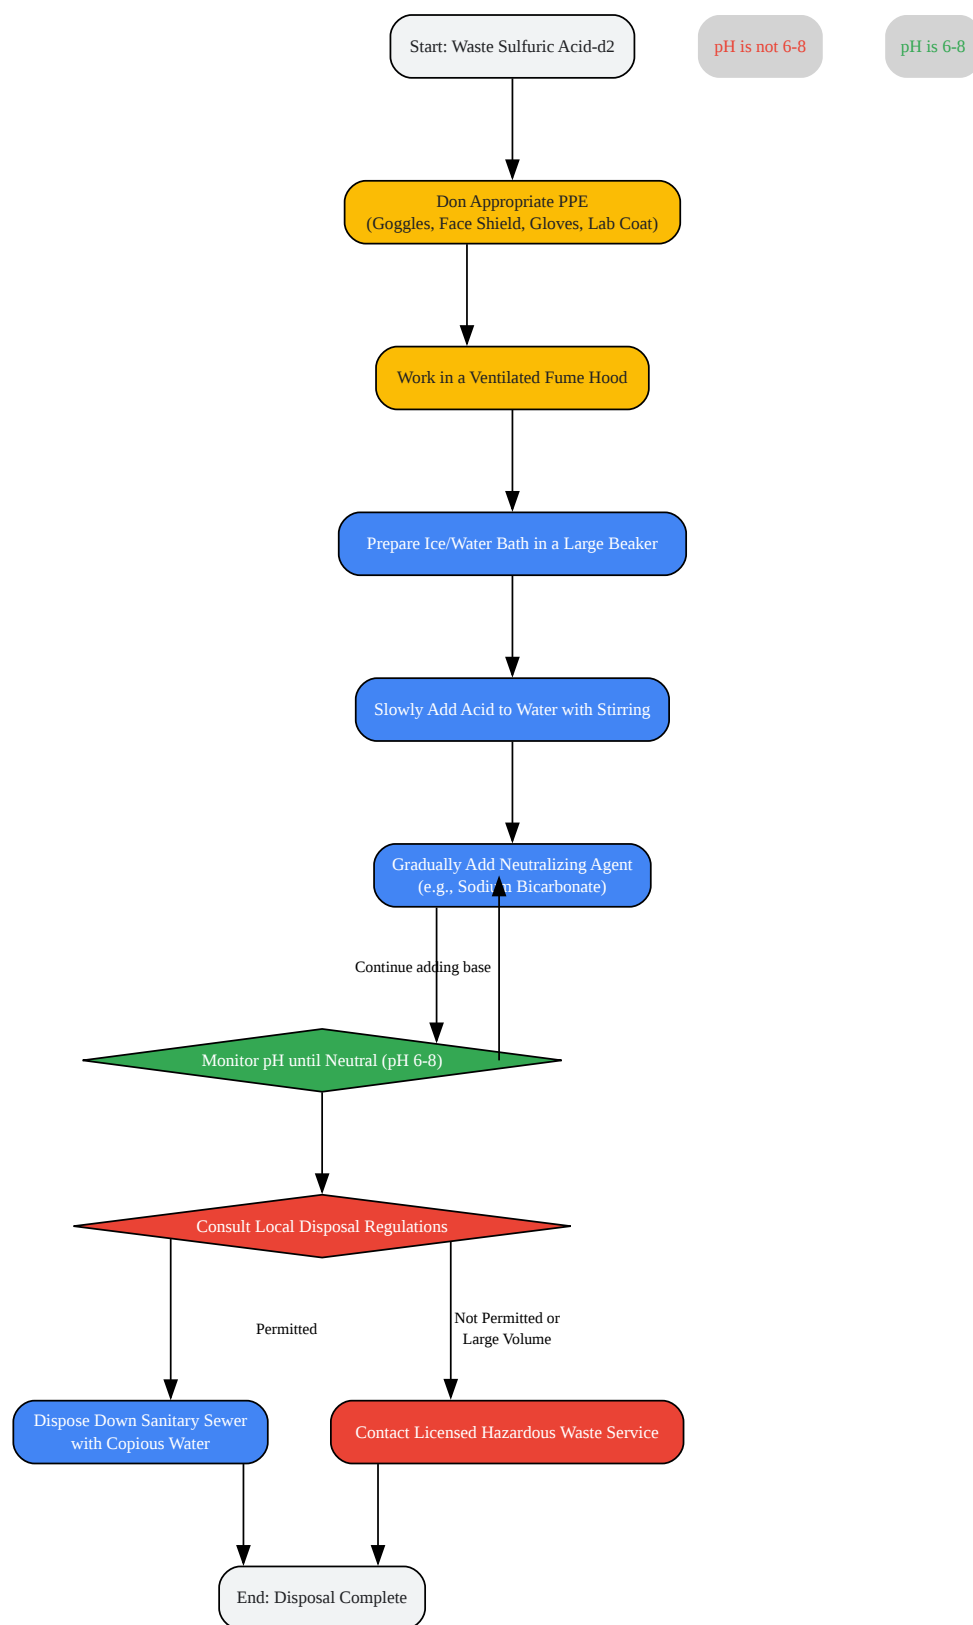 Start: Waste Sulfuric Acid-d2
pH is not 6-8
pH is 6-8
Don Appropriate PPE
(Goggles, Face Shield, Gloves, Lab Coat)
Work in a Ventilated Fume Hood
Prepare Ice/Water Bath in a Large Beaker
Slowly Add Acid to Water with Stirring
Gradually Add Neutralizing Agent
(e.g., Sodium Bicarbonate)
Continue adding base
Monitor pH until Neutral (pH 6-8)
Consult Local Disposal Regulations
Permitted
Not Permitted or
Large Volume
Dispose Down Sanitary Sewer
with Copious Water
Contact Licensed Hazardous Waste Service
End: Disposal Complete